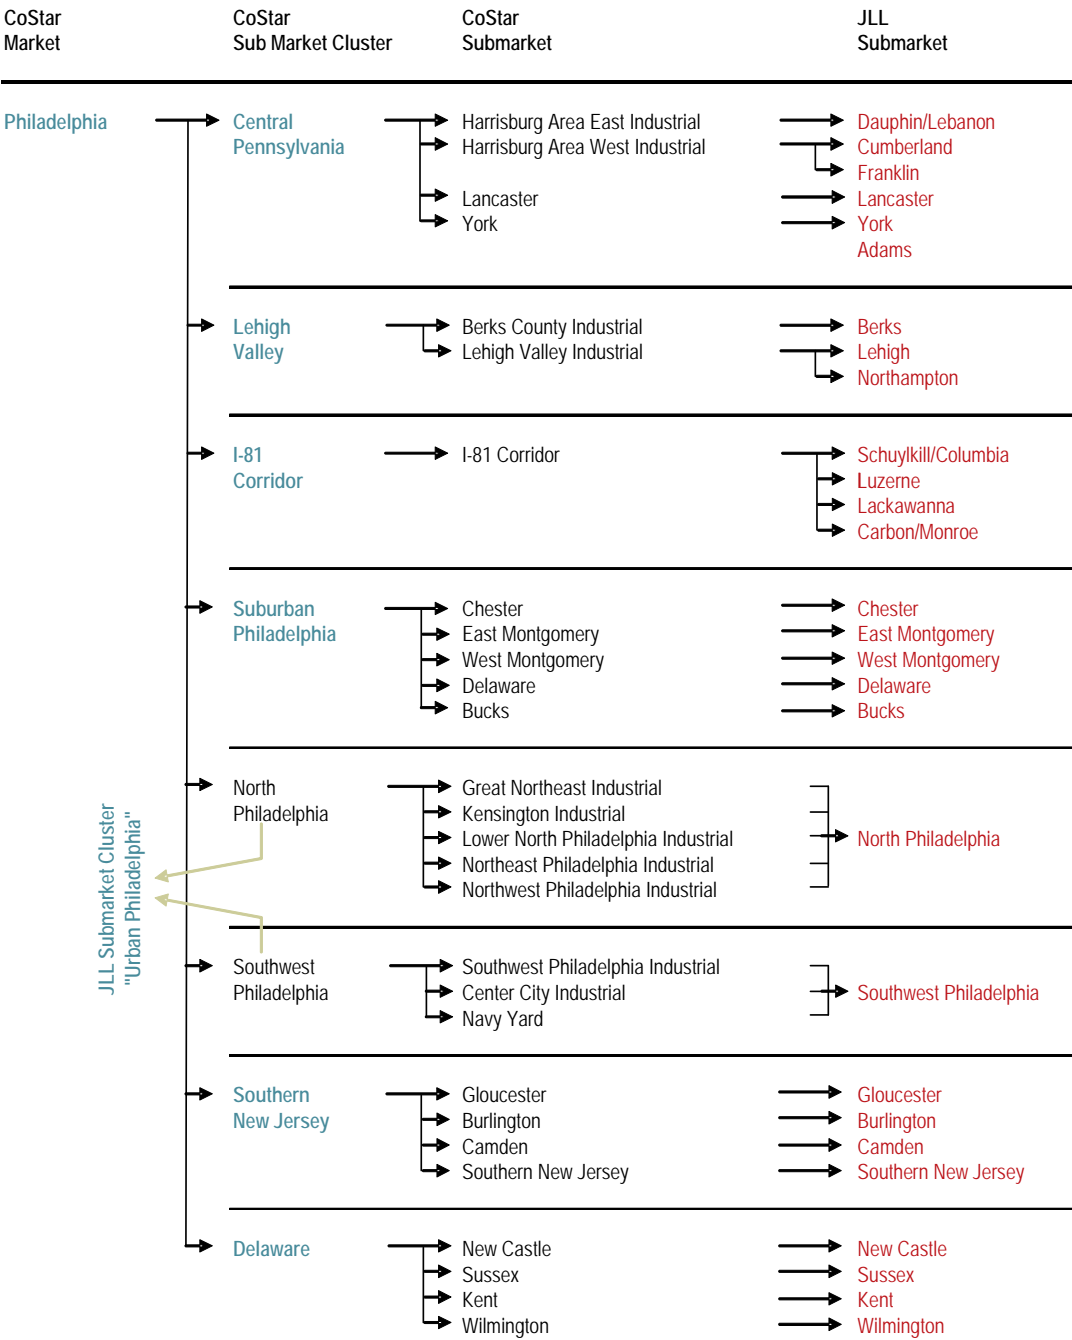 CoStar
Market
CoStar
Sub Market Cluster
CoStar
Submarket
JLL
Submarket
Philadelphia
Central
Pennsylvania
Harrisburg Area East Industrial
Harrisburg Area West Industrial
Lancaster
York
Dauphin/Lebanon
Cumberland
Franklin
Lancaster
York
Adams
Lehigh
Valley
Berks County Industrial
Lehigh Valley Industrial
Berks
Lehigh
Northampton
I-81
Corridor
I-81 Corridor
Schuylkill/Columbia
Luzerne
Lackawanna
Carbon/Monroe
Suburban
Philadelphia
Chester
East Montgomery
West Montgomery
Delaware
Bucks
Chester
East Montgomery
West Montgomery
Delaware
Bucks
JLL Submarket Cluster
"Urban Philadelphia"
North
Philadelphia
Great Northeast Industrial
Kensington Industrial
Lower North Philadelphia Industrial
Northeast Philadelphia Industrial
Northwest Philadelphia Industrial
North Philadelphia
Southwest
Philadelphia
Southwest Philadelphia Industrial
Center City Industrial
Navy Yard
Southwest Philadelphia
Southern
New Jersey
Gloucester
Burlington
Camden
Southern New Jersey
Gloucester
Burlington
Camden
Southern New Jersey
Delaware
New Castle
Sussex
Kent
Wilmington
New Castle
Sussex
Kent
Wilmington